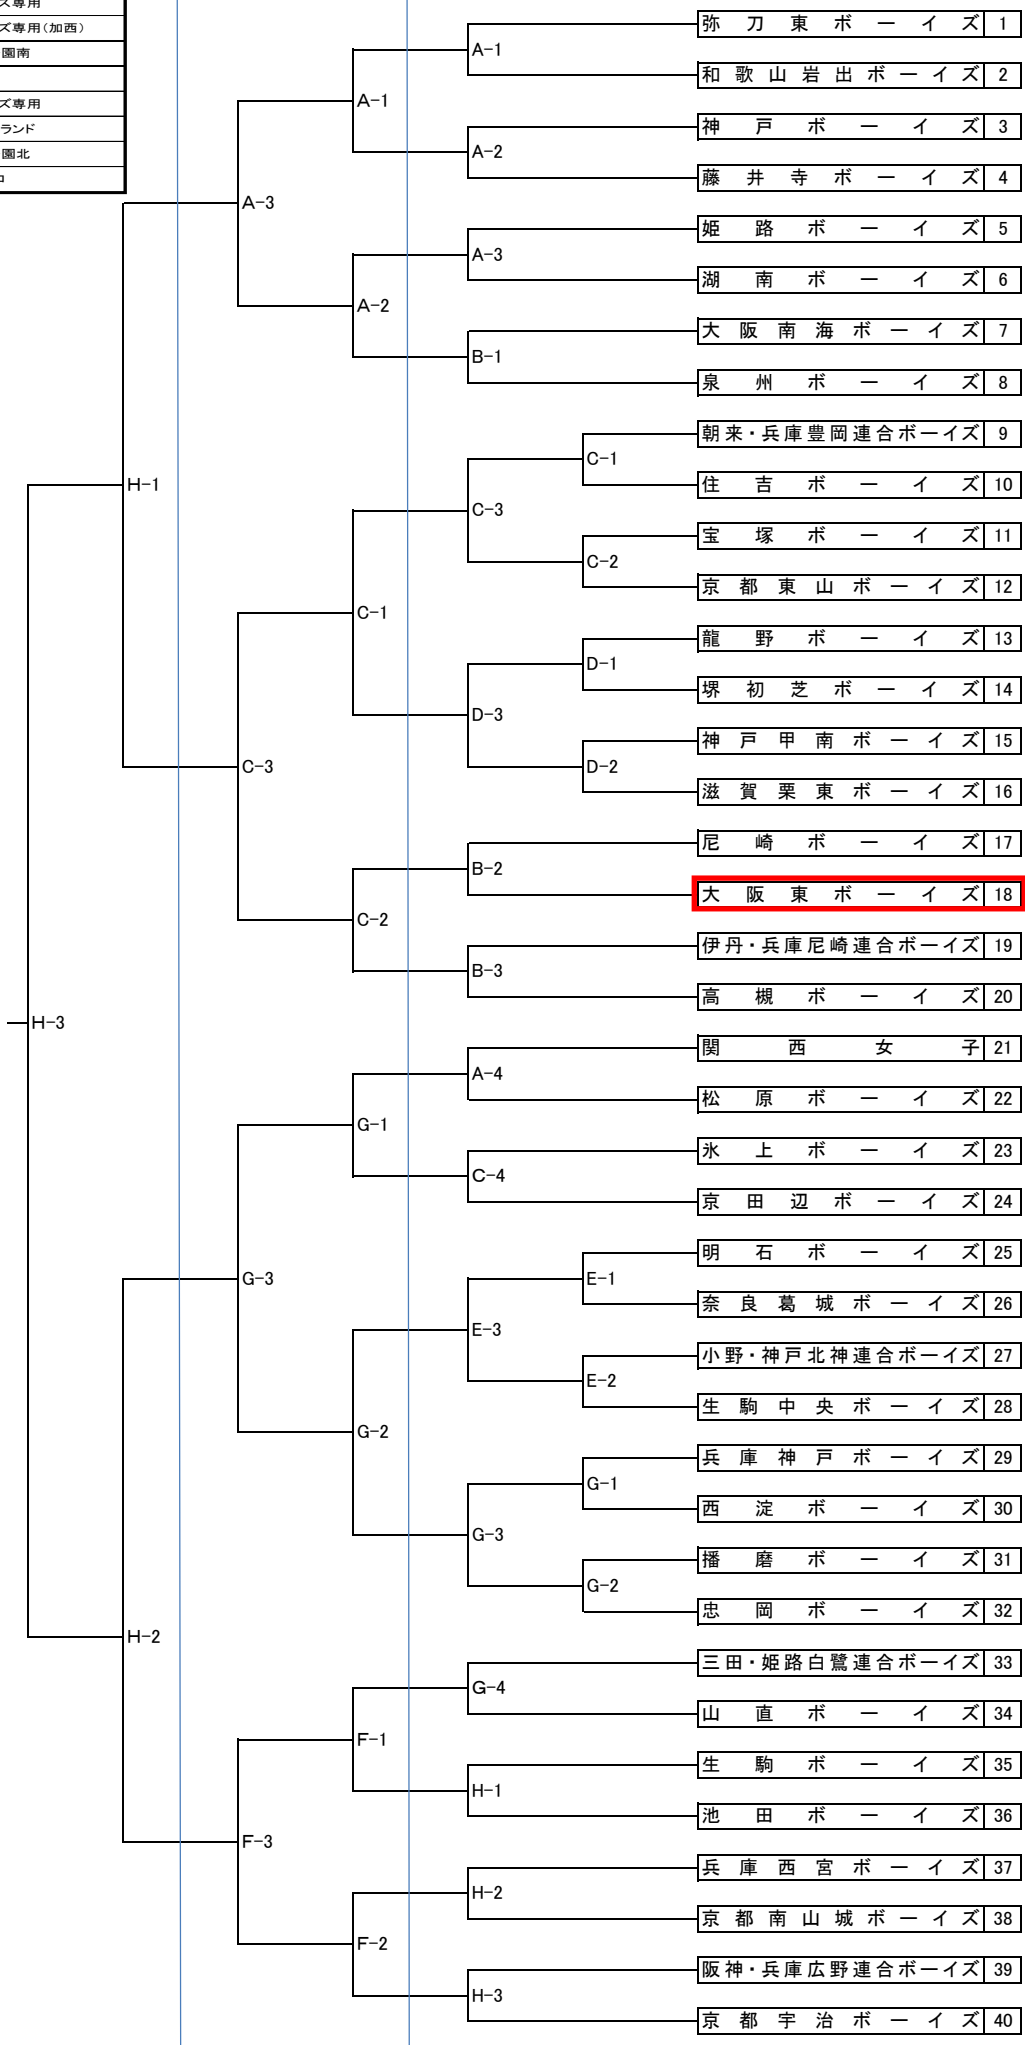 ズ専用
ズ専用（加西）
園南
ズ専用
ランド
園北
弥刀東ボーイズ 1
A-1
和歌山岩出ボーイズ 2
A-1
神戸ボーイズ 3
A-2
藤井寺ボーイズ 4
A-3
姫路ボーイズ 5
A-3
湖南ボーイズ 6
A-2
大阪南海ボーイズ 7
B-1
泉州ボーイズ 8
朝来・兵庫豊岡連合ボーイズ 9
C-1
H-1
住吉ボーイズ 10
C-3
宝塚ボーイズ 11
C-2
京都東山ボーイズ 12
C-1
龍野ボーイズ 13
D-1
堺初芝ボーイズ 14
D-3
神戸甲南ボーイズ 15
C-3
D-2
滋賀栗東ボーイズ 16
尼崎ボーイズ 17
B-2
大阪東ボーイズ 18
C-2
伊丹・兵庫尼崎連合ボーイズ 19
B-3
高槻ボーイズ 20
H-3
関西女子 21
A-4
松原ボーイズ 22
G-1
氷上ボーイズ 23
C-4
京田辺ボーイズ 24
明石ボーイズ 25
G-3
E-1
奈良葛城ボーイズ 26
E-3
小野・神戸北神連合ボーイズ 27
E-2
生駒中央ボーイズ 28
G-2
兵庫神戸ボーイズ 29
G-1
西淀ボーイズ 30
G-3
播磨ボーイズ 31
G-2
忠岡ボーイズ 32
H-2
三田・姫路白鷺連合ボーイズ 33
G-4
山直ボーイズ 34
F-1
生駒ボーイズ 35
H-1
池田ボーイズ 36
F-3
兵庫西宮ボーイズ 37
H-2
京都南山城ボーイズ 38
F-2
阪神・兵庫広野連合ボーイズ 39
H-3
京都宇治ボーイズ 40